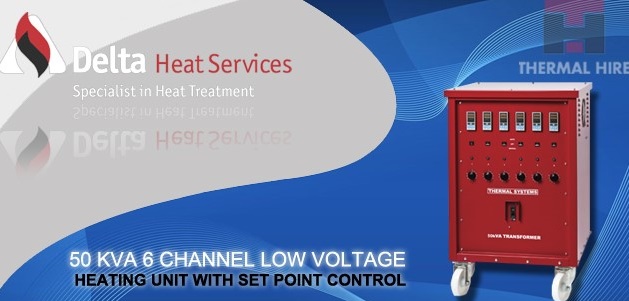 Delta Heat Services
Specialist in Heat Treatment
THERMAL HIRE
THERMAL SYSTEMS
50kVA TRANSFORMER
50 KVA 6 CHANNEL LOW VOLTAGE
HEATING UNIT WITH SET POINT CONTROL